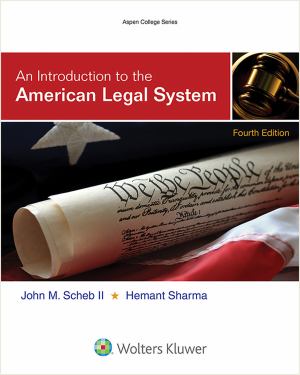 Aspen College Series
An Introduction to the
American Legal System
Fourth Edition
We the People
Article I
John M. Scheb II ★ Hemant Sharma
Wolters Kluwer